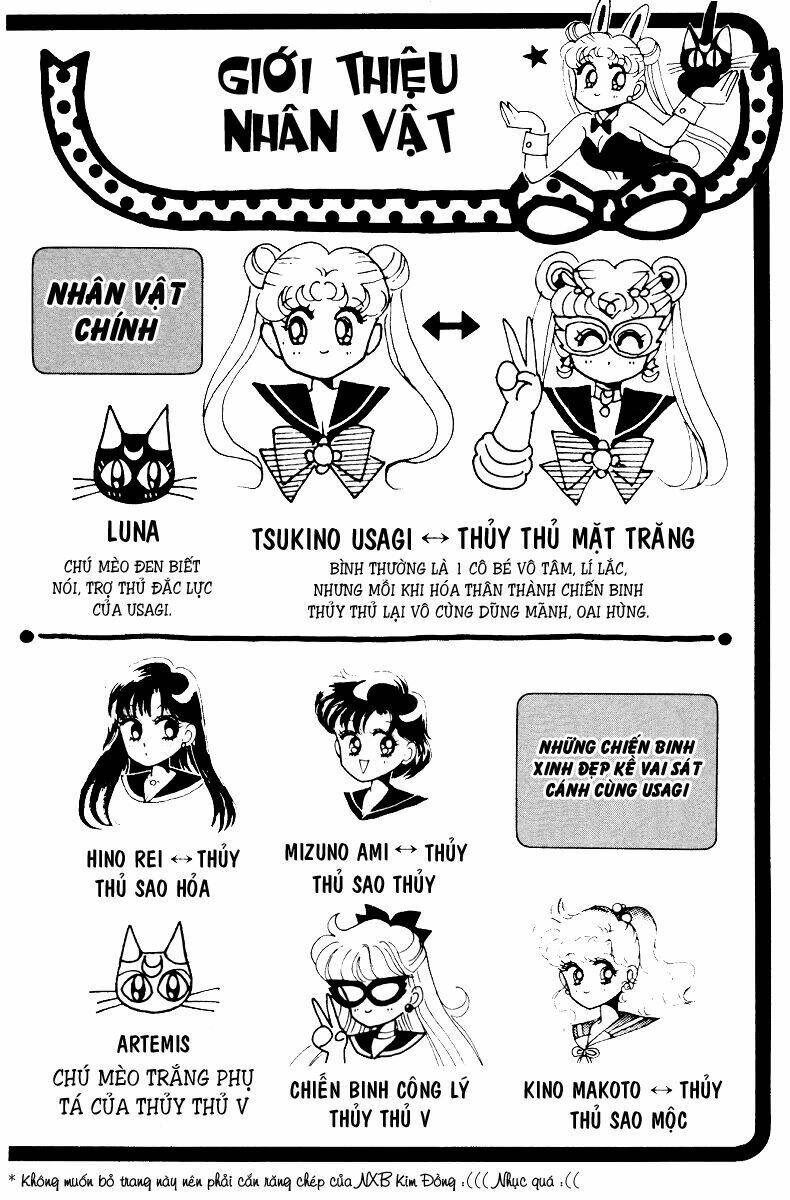 GIỚI THIỆU
NHÂN VẬT
NHÂN VẬT
CHÍNH
LUNA
CHÚ MÈO ĐEN BIẾT
NÓI, TRỢ THỦ ĐẮC LỰC
CỦA USAGI.
TSUKINO USAGI ↔ THỦY THỦ MẶT TRĂNG
BÌNH THƯỜNG LÀ 1 CÔ BÉ VÔ TÂM, LÍ LẮC,
NHƯNG MỖI KHI HÓA THÂN THÀNH CHIẾN BINH
THỦY THỦ LẠI VÔ CÙNG DŨNG MÃNH, OAI HÙNG.
HINO REI ↔ THỦY
THỦ SAO HỎA
MIZUNO AMI ↔ THỦY
THỦ SAO THỦY
NHỮNG CHIẾN BINH
XINH ĐẸP KỀ VAI SÁT
CÁNH CÙNG USAGI
ARTEMIS
CHÚ MÈO TRẮNG PHỤ
TÁ CỦA THỦY THỦ V
CHIẾN BINH CÔNG LÝ
THỦY THỦ V
KINO MAKOTO ↔ THỦY
THỦ SAO MỘC
* Không muốn bỏ trang này nên phải cắn răng chép của NXB Kim Đồng :((( Nhục quá :((